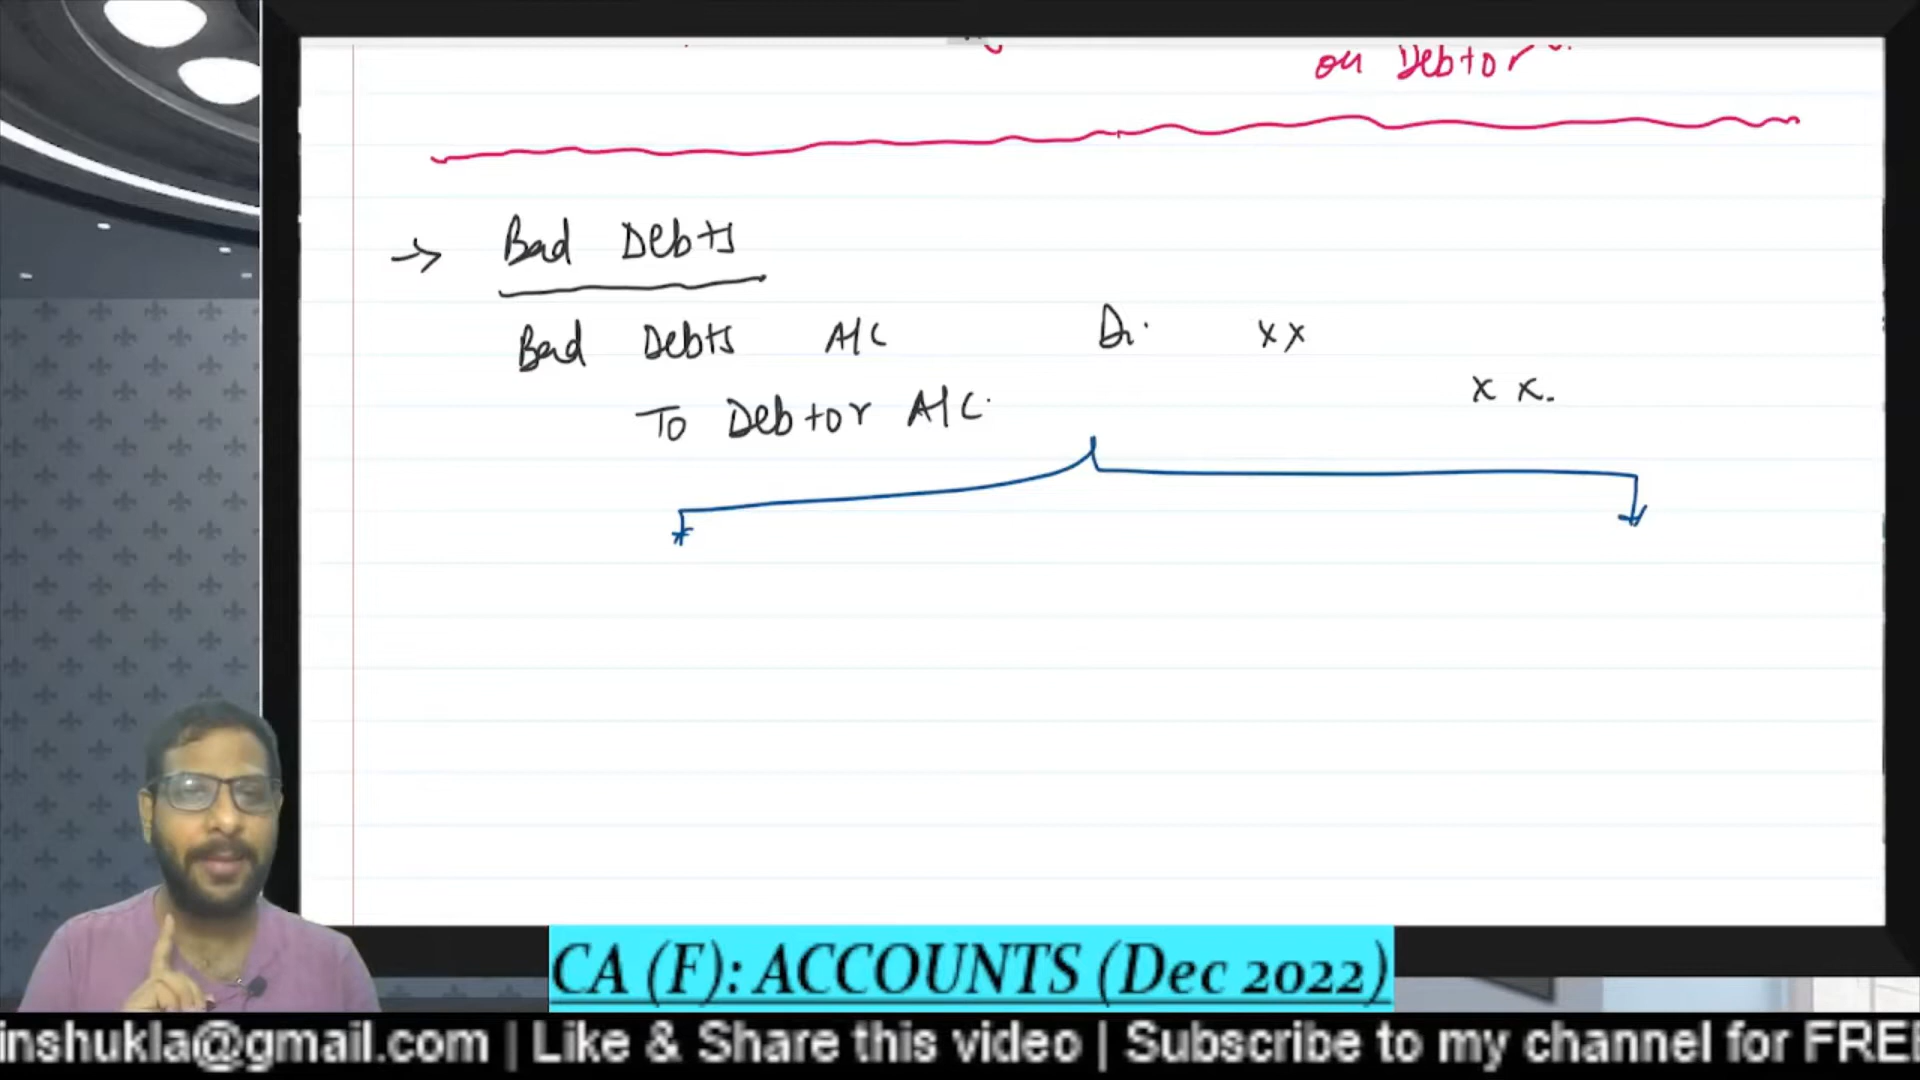 on Debtor
→ Bad Debts
Bad Debts A/C Dr. xx
To Debtor A/C. xx.
CA (F): ACCOUNTS (Dec 2022)
inshukla@gmail.com | Like & Share this video | Subscribe to my channel for FREE